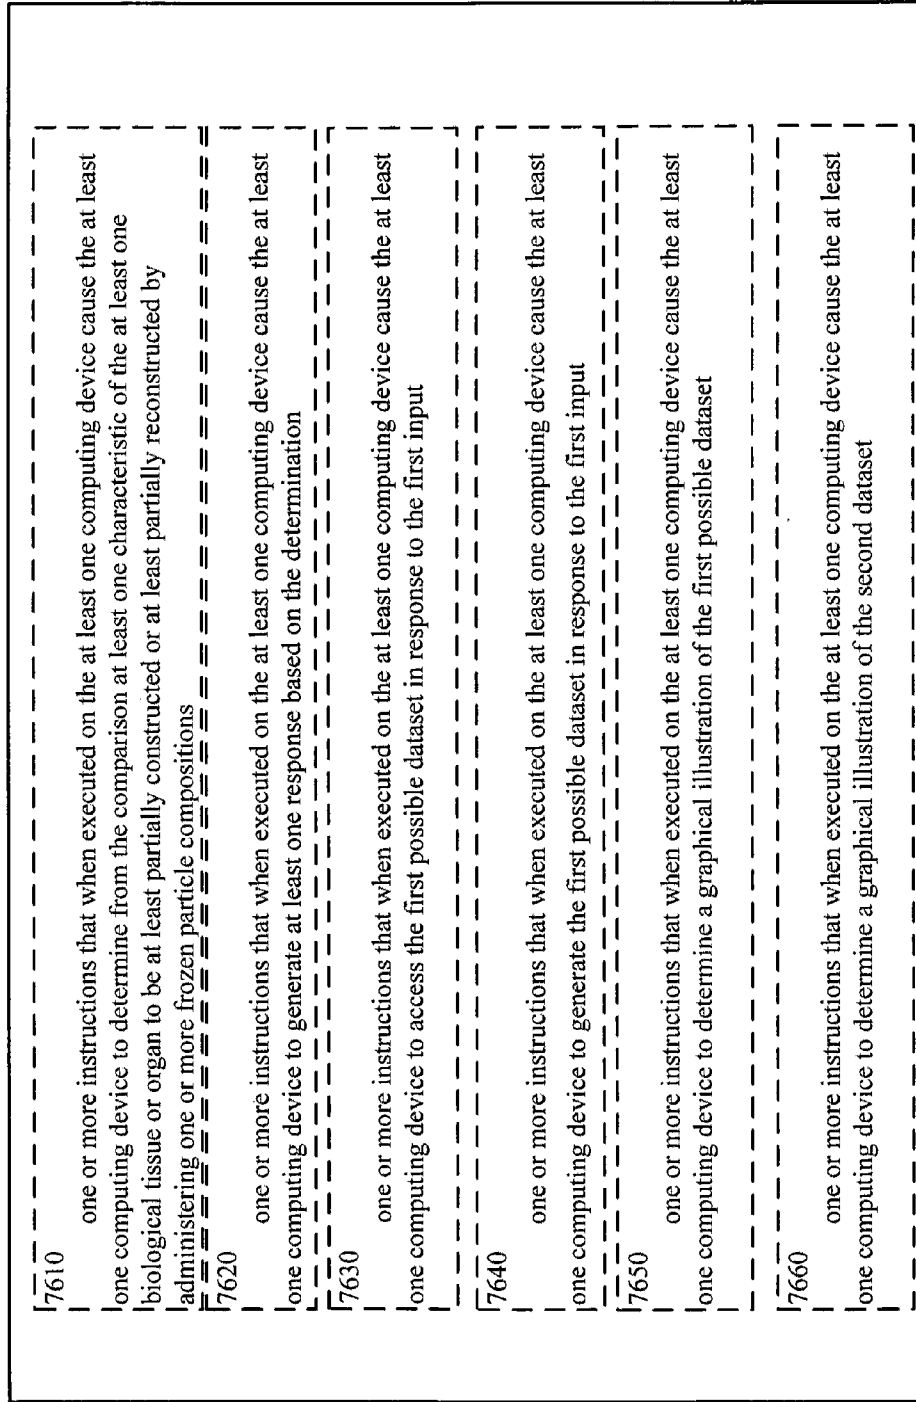 7610
one or more instructions that when executed on the at least one computing device cause the at least
one computing device to determine from the comparison at least one characteristic of the at least one
biological tissue or organ to be at least partially constructed or at least partially reconstructed by
administering one or more frozen particle compositions
7620
one or more instructions that when executed on the at least one computing device cause the at least
one computing device to generate at least one response based on the determination
7630
one or more instructions that when executed on the at least one computing device cause the at least
one computing device to access the first possible dataset in response to the first input
7640
one or more instructions that when executed on the at least one computing device cause the at least
one computing device to generate the first possible dataset in response to the first input
7650
one or more instructions that when executed on the at least one computing device cause the at least
one computing device to determine a graphical illustration of the first possible dataset
7660
one or more instructions that when executed on the at least one computing device cause the at least
one computing device to determine a graphical illustration of the second dataset